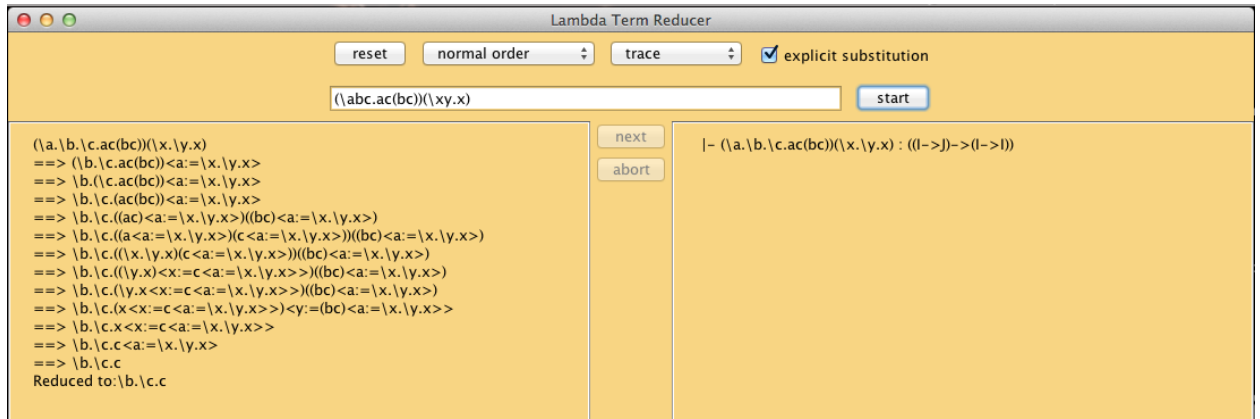 Lambda Term Reducer
reset normal order trace explicit substitution
(\abc.ac(bc))(\xy.x) start
next
abort
(\a.\b.\c.ac(bc))(\x.\y.x)
==> (\b.\c.ac(bc))<a:=\x.\y.x>
==> \b.(\c.ac(bc))<a:=\x.\y.x>
==> \b.\c.(ac(bc))<a:=\x.\y.x>
==> \b.\c.((ac)<a:=\x.\y.x>)((bc)<a:=\x.\y.x>)
==> \b.\c.((a<a:=\x.\y.x>)(c<a:=\x.\y.x>))((bc)<a:=\x.\y.x>)
==> \b.\c.((\x.\y.x)(c<a:=\x.\y.x>))((bc)<a:=\x.\y.x>)
==> \b.\c.((\y.x)<x:=c<a:=\x.\y.x>>)((bc)<a:=\x.\y.x>)
==> \b.\c.(\y.x<x:=c<a:=\x.\y.x>>)((bc)<a:=\x.\y.x>)
==> \b.\c.(x<x:=c<a:=\x.\y.x>>)<y:=(bc)<a:=\x.\y.x>>
==> \b.\c.x<x:=c<a:=\x.\y.x>>
==> \b.\c.c<a:=\x.\y.x>
==> \b.\c.c
Reduced to:\b.\c.c
|- (\a.\b.\c.ac(bc))(\x.\y.x) : ((I->J)->(I->I))